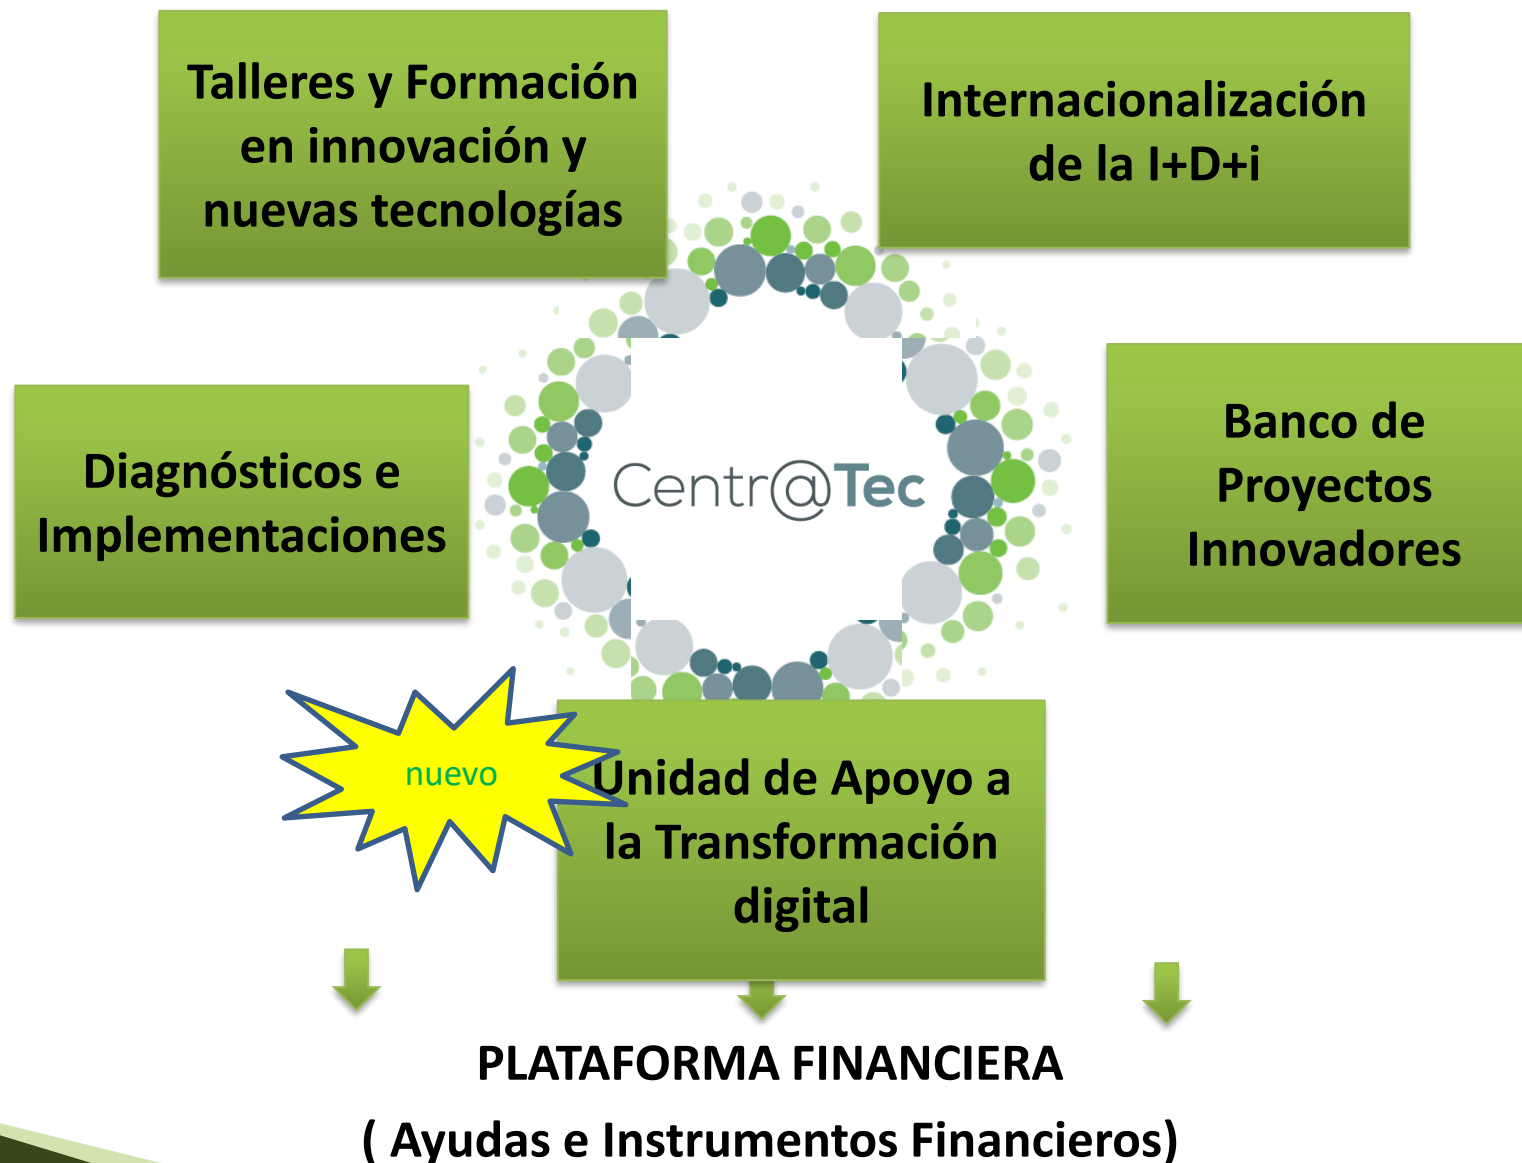 Talleres y Formación
en innovación y
nuevas tecnologías
Internacionalización
de la I+D+i
Diagnósticos e
Implementaciones
Centr@Tec
Banco de
Proyectos
Innovadores
nuevo
Unidad de Apoyo a
la Transformación
digital
PLATAFORMA FINANCIERA
( Ayudas e Instrumentos Financieros)